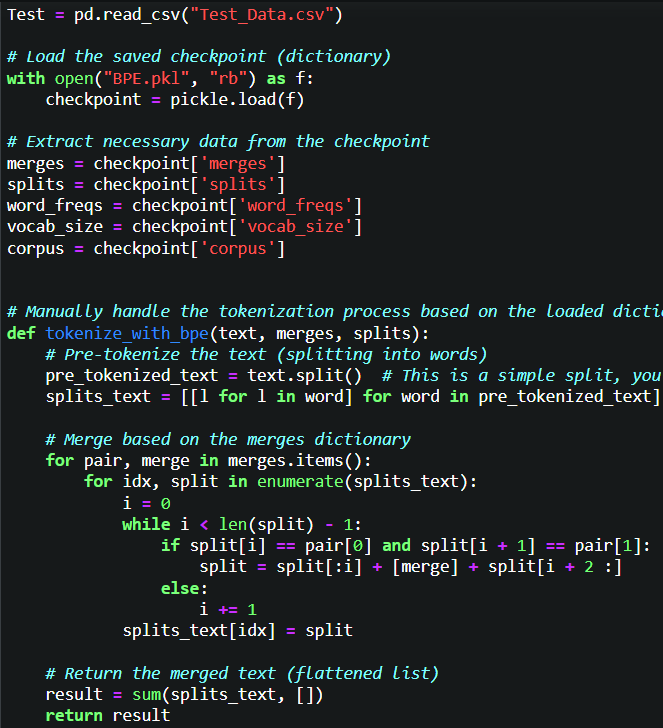 Test = pd.read_csv("Test_Data.csv")

# Load the saved checkpoint (dictionary)
with open("BPE.pkl", "rb") as f:
    checkpoint = pickle.load(f)

# Extract necessary data from the checkpoint
merges = checkpoint['merges']
splits = checkpoint['splits']
word_freqs = checkpoint['word_freqs']
vocab_size = checkpoint['vocab_size']
corpus = checkpoint['corpus']


# Manually handle the tokenization process based on the loaded dicti
def tokenize_with_bpe(text, merges, splits):
    # Pre-tokenize the text (splitting into words)
    pre_tokenized_text = text.split()  # This is a simple split, you
    splits_text = [[l for l in word] for word in pre_tokenized_text]

    # Merge based on the merges dictionary
    for pair, merge in merges.items():
        for idx, split in enumerate(splits_text):
            i = 0
            while i < len(split) - 1:
                if split[i] == pair[0] and split[i + 1] == pair[1]:
                    split = split[:i] + [merge] + split[i + 2 :]
                else:
                    i += 1
            splits_text[idx] = split

    # Return the merged text (flattened list)
    result = sum(splits_text, [])
    return result